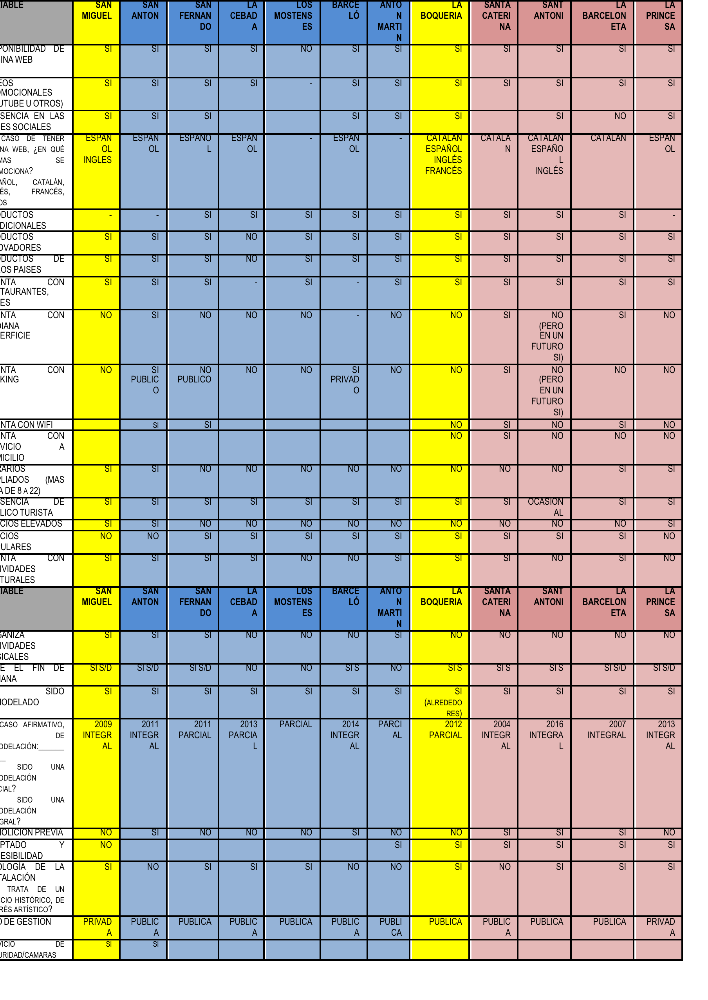 IABLE SAN SAN SAN LA LOS BARCE ANTO LA SANTA SANT LA LA
MIGUEL ANTON FERNAN CEBAD MOSTENS LÓ N BOQUERIA CATERI ANTONI BARCELON PRINCE
DO A ES MARTI NA ETA SA
N
PONIBILIDAD DE SI SI SI SI NO SI SI SI SI SI SI SI
INA WEB
EOS SI SI SI SI - SI SI SI SI SI SI SI
OMOCIONALES
UTUBE U OTROS)
SENCIA EN LAS SI SI SI SI SI SI SI NO SI
ES SOCIALES
CASO DE TENER ESPAÑ ESPAÑ ESPAÑO ESPAÑ - ESPAÑ - CATALÁN CATALÁ CATALÁN CATALÁN ESPAÑ
NA WEB, ¿EN QUÉ OL OL L OL OL ESPAÑOL N ESPAÑO OL
MAS SE INGLES INGLÉS L
MOCIONA? FRANCÉS INGLÉS
AÑOL, CATALÁN,
ÉS, FRANCÉS,
OS
DUCTOS - - SI SI SI SI SI SI SI SI SI -
DICIONALES
DUCTOS SI SI SI NO SI SI SI SI SI SI SI SI
OVADORES
DUCTOS DE SI SI SI NO SI SI SI SI SI SI SI SI
OS PAISES
NTA CON SI SI SI - SI - SI SI SI SI SI SI
TAURANTES,
ES
NTA CON NO SI NO NO NO - NO NO SI NO SI NO
DIANA (PERO
ERFICIE EN UN
FUTURO
SI)
NTA CON NO SI NO NO NO SI NO NO SI NO NO NO
KING PUBLIC PUBLICO PRIVAD (PERO
O O EN UN
FUTURO
SI)
NTA CON WIFI SI SI NO SI NO SI NO
NTA CON NO SI NO NO NO
VICIO A
MICILIO
RARIOS SI SI NO NO NO NO NO NO NO NO SI SI
PLIADOS (MAS
A DE 8 A 22)
SENCIA DE SI SI SI SI SI SI SI SI SI OCASION SI SI
LICO TURISTA AL
CIOS ELEVADOS SI SI NO NO NO NO NO NO NO NO NO SI
CIOS NO NO SI SI SI SI SI SI SI SI SI NO
ULARES
NTA CON SI SI SI SI NO NO SI SI SI NO SI NO
IVIDADES
TURALES
IABLE SAN SAN SAN LA LOS BARCE ANTO LA SANTA SANT LA LA
MIGUEL ANTON FERNAN CEBAD MOSTENS LÓ N BOQUERIA CATERI ANTONI BARCELON PRINCE
DO A ES MARTI NA ETA SA
N
GANIZA SI SI SI NO NO NO SI NO NO NO NO NO
IVIDADES
SICALES
E EL FIN DE SI S/D SI S/D SI S/D NO NO SI S NO SI S SI S SI S SI S/D SI S/D
IANA
SIDO SI SI SI SI SI SI SI SI SI SI SI SI
MODELADO (ALREDEDO
RES)
CASO AFIRMATIVO, 2009 2011 2011 2013 PARCIAL 2014 PARCI 2012 2004 2016 2007 2013
DE INTEGR INTEGR PARCIAL PARCIA INTEGR AL PARCIAL INTEGR INTEGRA INTEGRAL INTEGR
ODELACIÓN:_______ AL AL L AL AL L AL
__
SIDO UNA
ODELACIÓN
CIAL?
SIDO UNA
ODELACIÓN
GRAL?
OLICION PREVIA NO SI NO NO NO SI NO NO SI SI SI NO
PTADO Y NO SI SI SI SI SI SI
ESIBILIDAD
OLOGÍA DE LA SI NO SI SI SI NO NO SI NO SI SI SI
TALACIÓN
TRATA DE UN
ICIO HISTÓRICO, DE
RÉS ARTÍSTICO?
O DE GESTION PRIVAD PUBLIC PUBLICA PUBLIC PUBLICA PUBLIC PUBLI PUBLICA PUBLIC PUBLICA PUBLICA PRIVAD
A A A A CA A A
VICIO DE SI SI
URIDAD/CAMARAS